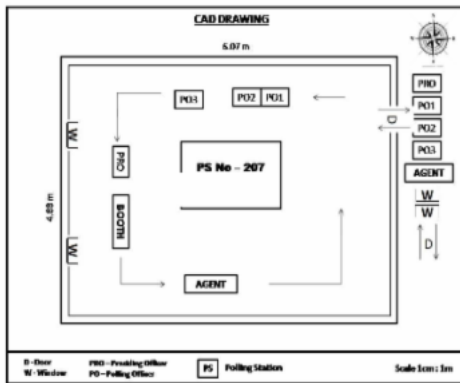 CAD DRAWING
6.07 m
PRO
PO3 PO2 PO1
PO1
D
PO2
W
PRO
PS No – 207
PO3
AGENT
4.88 m
BOOTH
W
W
W
AGENT
D
D - Door
PRO – Presiding Officer
PS
Polling Station
Scale 1cm : 1m
W - Window
PO – Polling Officer